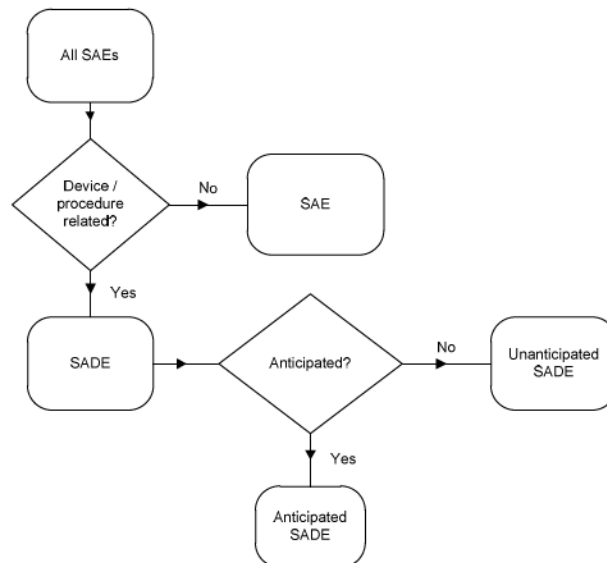 All SAEs
Device /
procedure
related?
No
SAE
Yes
SADE
Anticipated?
No
Unanticipated
SADE
Yes
Anticipated
SADE